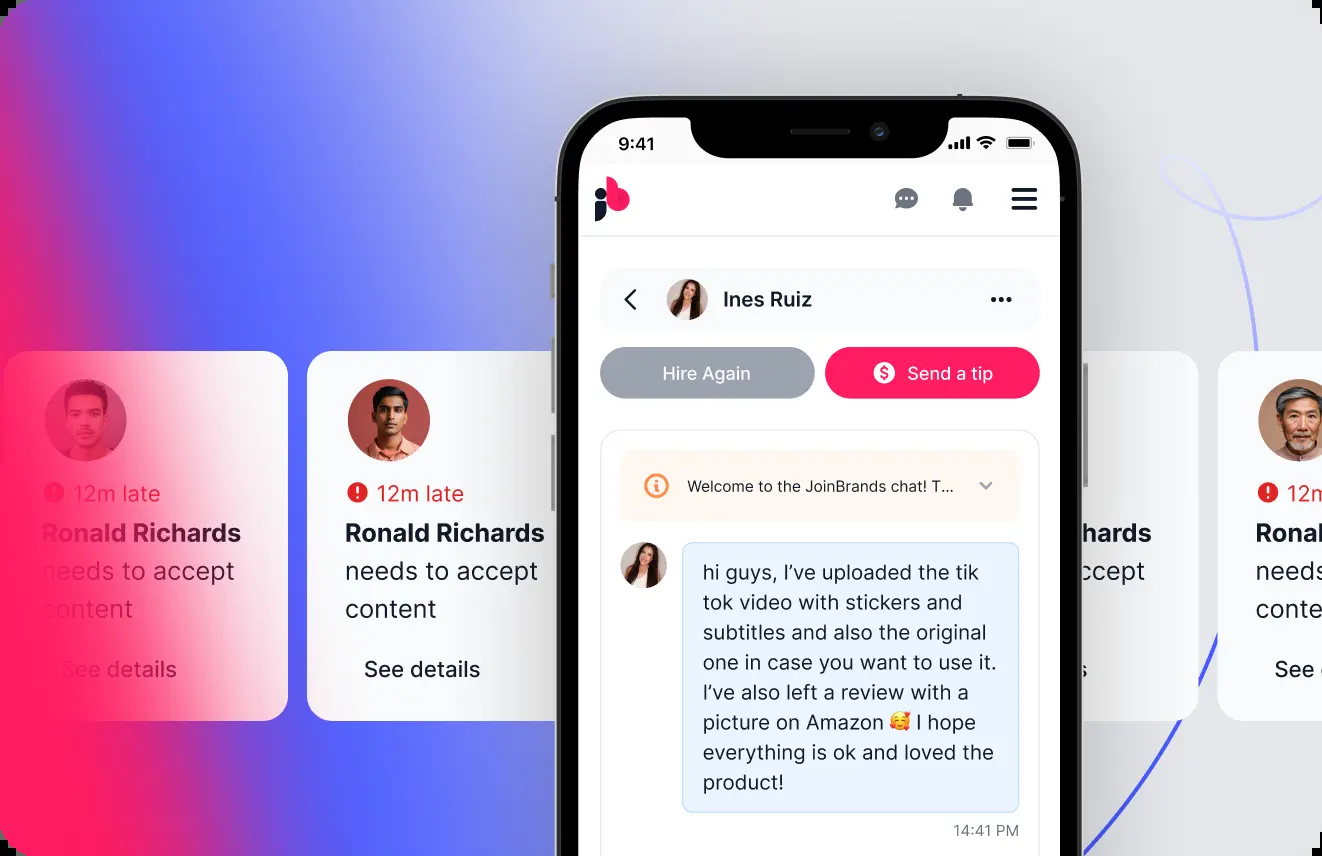 9:41
Ines Ruiz
Hire Again
Send a tip
Welcome to the JoinBrands chat! T...
hi guys, I’ve uploaded the tik
tok video with stickers and
subtitles and also the original
one in case you want to use it.
I’ve also left a review with a
picture on Amazon 🥰 I hope
everything is ok and loved the
product!
14:41 PM
12m late
Ronald Richards
needs to accept
content
See details
12m late
Ronald Richards
needs to accept
content
See details
hards
ccept
s
12m
Rona
needs
conte
See